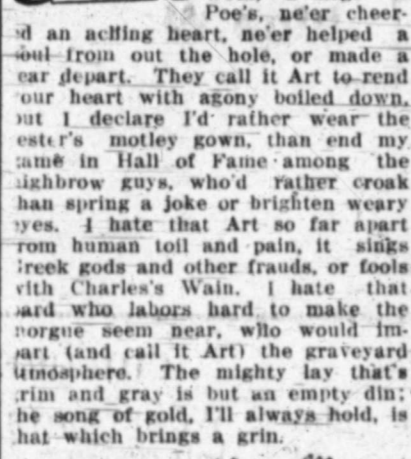 Poe's, ne'er cheer-
d an aching heart, ne'er helped a
oul from out the hole, or made a
ear depart. They call it Art to rend
our heart with agony boiled down,
ut I declare I'd rather wear the
ester's motley gown, than end my
ame in Hall of Fame among the
ighbrow guys, who'd rather croak
han spring a joke or brighten weary
yes. I hate that Art so far apart
rom human toil and pain, it sings
reek gods and other frauds, or fools
ith Charles's Wain. I hate that
ard who labors hard to make the
orgue seem near, who would im-
art (and call it Art) the graveyard
tmosphere. The mighty lay that's
rim and gray is but an empty din;
he song of gold, I'll always hold, is
hat which brings a grin.